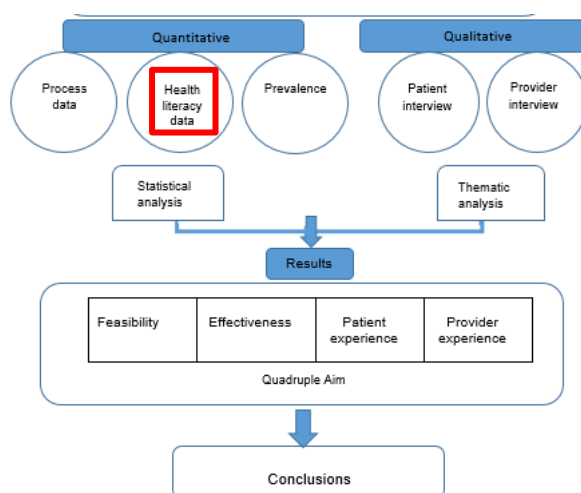 Quantitative
Qualitative
Process
data
Health
literacy
data
Prevalence
Patient
interview
Provider
interview
Statistical
analysis
Thematic
analysis
Results
Feasibility
Effectiveness
Patient
experience
Provider
experience
Quadruple Aim
Conclusions